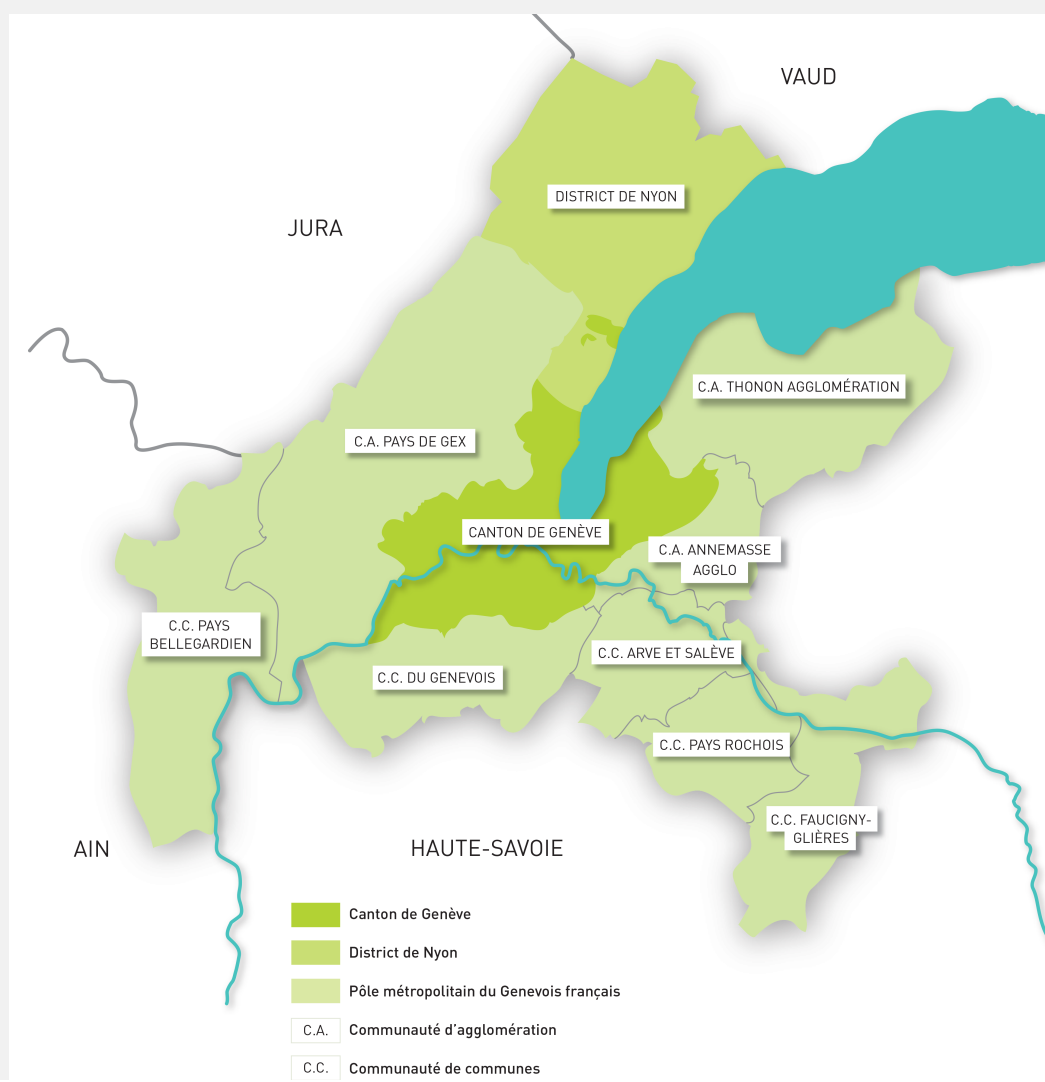 VAUD
DISTRICT DE NYON
JURA
C.A. THONON AGGLOMÉRATION
C.A. PAYS DE GEX
CANTON DE GENÈVE
C.A. ANNEMASSE
AGGLO
C.C. PAYS
BELLEGARDIEN
C.C. ARVE ET SALÈVE
C.C. DU GENEVOIS
C.C. PAYS ROCHOIS
C.C. FAUCIGNY-
GLIÈRES
AIN
HAUTE-SAVOIE
Canton de Genève
District de Nyon
Pôle métropolitain du Genevois français
C.A. Communauté d'agglomération
C.C. Communauté de communes